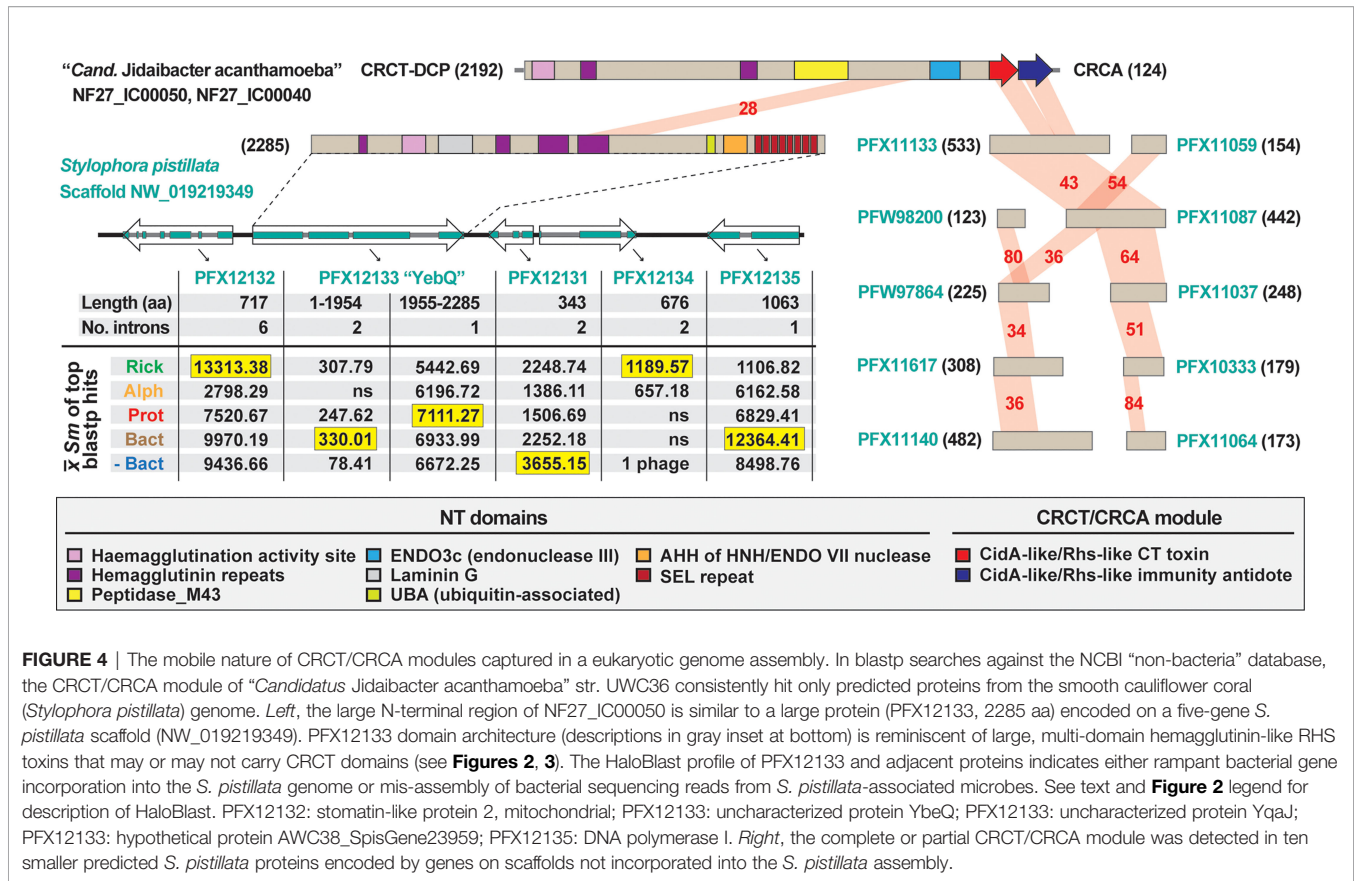 "Cand. Jidaibacter acanthamoeba" CRCT-DCP (2192) CRCA (124)
NF27_IC00050, NF27_IC00040
28
(2285)
Stylophora pistillata
Scaffold NW_019219349
PFX11133 (533) PFX11059 (154)
43 54
PFW98200 (123) PFX11087 (442)
80 36 64
PFW97864 (225) PFX11037 (248)
34 51
PFX11617 (308) PFX10333 (179)
36 84
PFX11140 (482) PFX11064 (173)
PFX12132 PFX12133 "YebQ" PFX12131 PFX12134 PFX12135
Length (aa) 717 1-1954 1955-2285 343 676 1063
No. introns 6 2 1 2 2 1
x̅ Sm of top blastp hits
Rick 13313.38 307.79 5442.69 2248.74 1189.57 1106.82
Alph 2798.29 ns 6196.72 1386.11 657.18 6162.58
Prot 7520.67 247.62 7111.27 1506.69 ns 6829.41
Bact 9970.19 330.01 6933.99 2252.18 ns 12364.41
- Bact 9436.66 78.41 6672.25 3655.15 1 phage 8498.76
NT domains CRCT/CRCA module
Haemagglutination activity site ENDO3c (endonuclease III) AHH of HNH/ENDO VII nuclease CidA-like/Rhs-like CT toxin
Hemagglutinin repeats Laminin G SEL repeat CidA-like/Rhs-like immunity antidote
Peptidase_M43 UBA (ubiquitin-associated)
FIGURE 4 | The mobile nature of CRCT/CRCA modules captured in a eukaryotic genome assembly. In blastp searches against the NCBI "non-bacteria" database,
the CRCT/CRCA module of "Candidatus Jidaibacter acanthamoeba" str. UWC36 consistently hit only predicted proteins from the smooth cauliflower coral
(Stylophora pistillata) genome. Left, the large N-terminal region of NF27_IC00050 is similar to a large protein (PFX12133, 2285 aa) encoded on a five-gene S.
pistillata scaffold (NW_019219349). PFX12133 domain architecture (descriptions in gray inset at bottom) is reminiscent of large, multi-domain hemagglutinin-like RHS
toxins that may or may not carry CRCT domains (see Figures 2, 3). The HaloBlast profile of PFX12133 and adjacent proteins indicates either rampant bacterial gene
incorporation into the S. pistillata genome or mis-assembly of bacterial sequencing reads from S. pistillata-associated microbes. See text and Figure 2 legend for
description of HaloBlast. PFX12132: stomatin-like protein 2, mitochondrial; PFX12133: uncharacterized protein YbeQ; PFX12133: uncharacterized protein YqaJ;
PFX12133: hypothetical protein AWC38_SpisGene23959; PFX12135: DNA polymerase I. Right, the complete or partial CRCT/CRCA module was detected in ten
smaller predicted S. pistillata proteins encoded by genes on scaffolds not incorporated into the S. pistillata assembly.